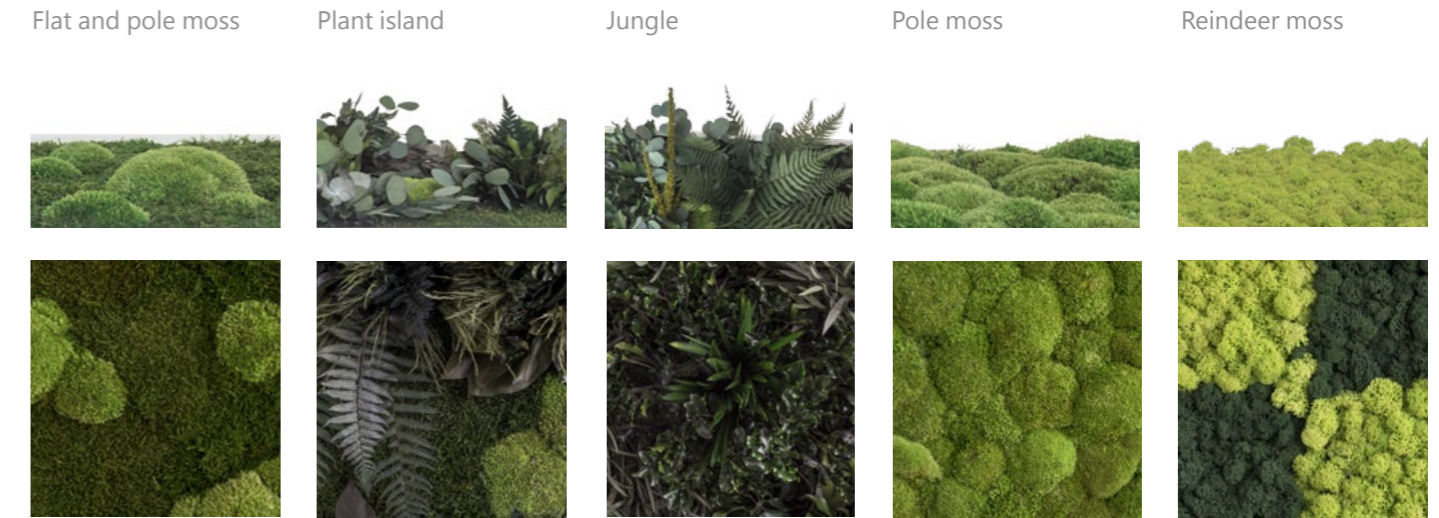 Flat and pole moss
Plant island
Jungle
Pole moss
Reindeer moss